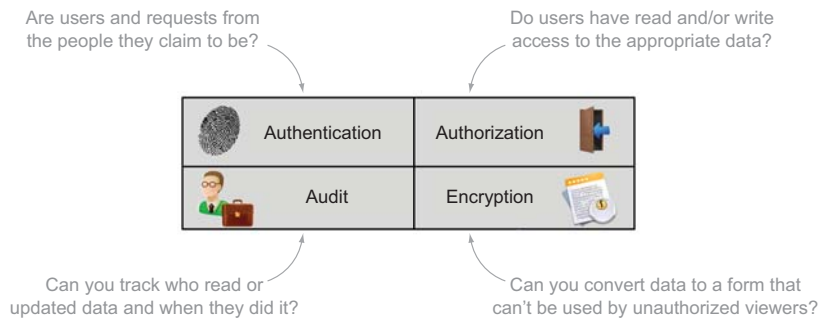 Are users and requests from
the people they claim to be?
Do users have read and/or write
access to the appropriate data?
Authentication
Authorization
Audit
Encryption
Can you track who read or
updated data and when they did it?
Can you convert data to a form that
can't be used by unauthorized viewers?